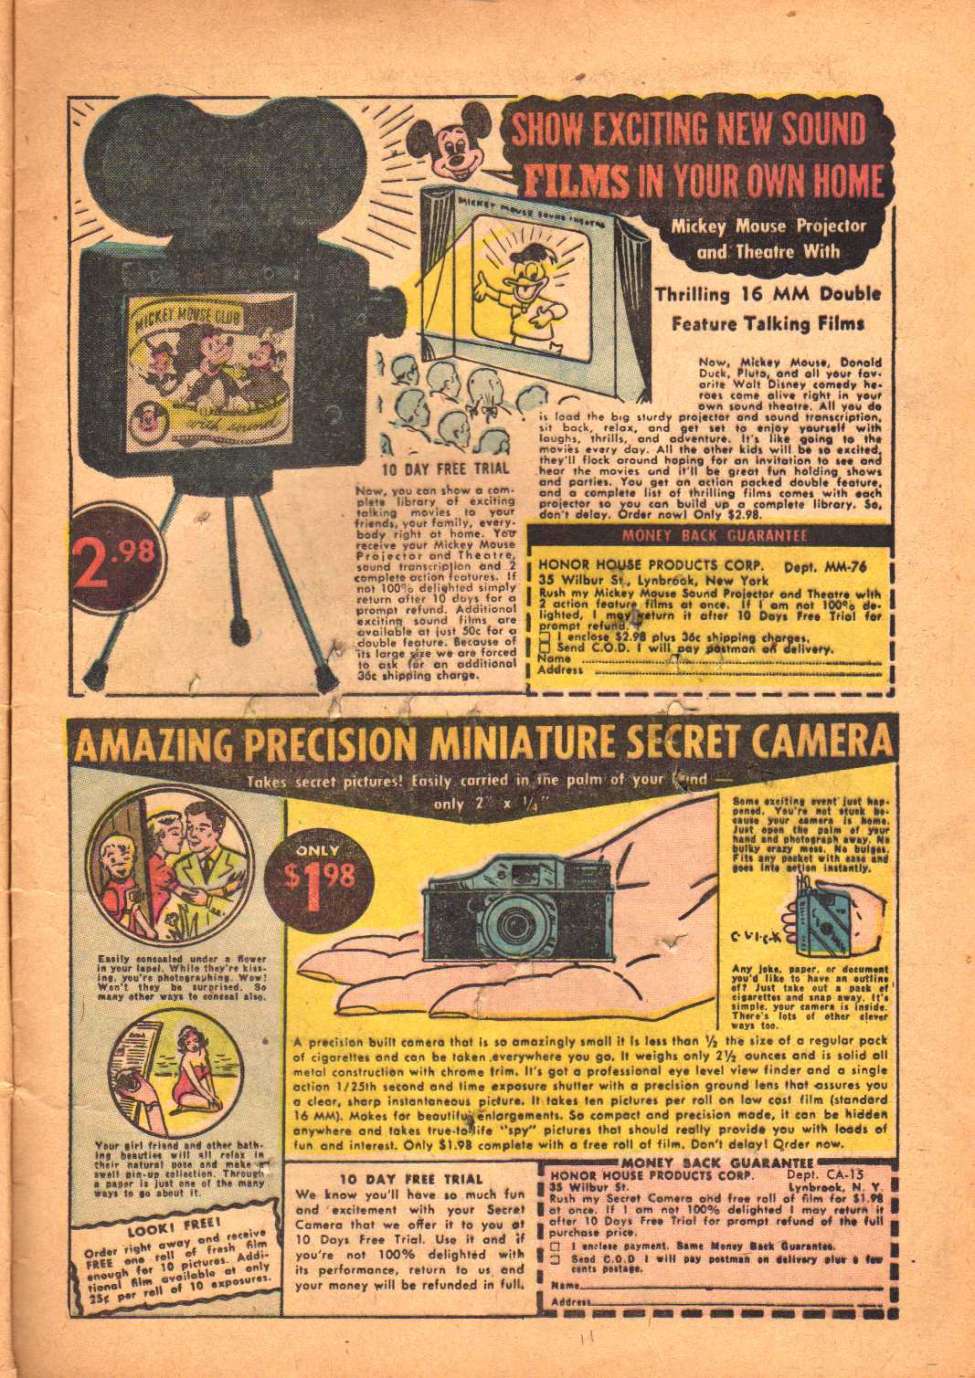 SHOW EXCITING NEW SOUND
FILMS IN YOUR OWN HOME
Mickey Mouse Projector
and Theatre With
Thrilling 16 MM Double
Feature Talking Films
MICKEY MOUSE SOUND THEATRE
MICKEY MOUSE CLUB
with sound
2.98
Now, Mickey Mouse, Donald
Duck, Pluto, and all your fav-
orite Walt Disney comedy he-
roes come alive right in your
own sound theatre. All you do
is load the big sturdy projector and sound transcription,
sit back, relax, and get set to enjoy yourself with
laughs, thrills, and adventure. It's like going to the
movies every day. All the other kids will be so excited,
they'll flock around hoping for an invitation to see and
hear the movies and it'll be great fun holding shows
and parties. You get an action packed double feature,
and a complete list of thrilling films comes with each
projector so you can build up a complete library. So,
don't delay. Order now! Only $2.98.
10 DAY FREE TRIAL
Now, you can show a com-
plete library of exciting
talking movies to your
friends, your family, every-
body right at home. You
receive your Mickey Mouse
Projector and Theatre,
sound transcription and 2
complete action features. If
not 100% delighted simply
return after 10 days for a
prompt refund. Additional
exciting sound films are
available at just 50c for a
double feature. Because of
its large size we are forced
to ask for an additional
36c shipping charge.
MONEY BACK GUARANTEE
HONOR HOUSE PRODUCTS CORP. Dept. MM-76
35 Wilbur St., Lynbrook, New York
Rush my Mickey Mouse Sound Projector and Theatre with
2 action feature films at once. If I am not 100% de-
lighted, I may return it after 10 Days Free Trial for
prompt refund.
I enclose $2.98 plus 36c shipping charges.
Send C.O.D. I will pay postman on delivery.
Name
Address
AMAZING PRECISION MINIATURE SECRET CAMERA
Takes secret pictures! Easily carried in the palm of your hand —
only 2" x 1/4"
ONLY
$1.98
Easily concealed under a flower
in your lapel. While they're kiss-
ing, you're photographing. Wow!
Won't they be surprised. So
many other ways to conceal also.
Your girl friend and other bath-
ing beauties will all relax in
their natural pose and make a
swell pin-up collection. Through
a paper is just one of the many
ways to go about it.
LOOK! FREE!
Order right away and receive
FREE one roll of fresh film
enough for 10 pictures. Addi-
tional film available at only
25¢ per roll of 10 exposures.
Some exciting event just hap-
pened. You're not stuck be-
cause your camera is home.
Just open the palm of your
hand and photograph away. No
bulky crazy mess. No bulges.
Fits any pocket with ease and
goes into action instantly.
C-L-I-C-K
Any joke, paper, or document
you'd like to have an outline
of? Just take out a pack of
cigarettes and snap away. It's
simple, your camera is inside.
There's lots of other clever
ways too.
A precision built camera that is so amazingly small it is less than ½ the size of a regular pack
of cigarettes and can be taken everywhere you go. It weighs only 2½ ounces and is solid all
metal construction with chrome trim. It's got a professional eye level view finder and a single
action 1/25th second and time exposure shutter with a precision ground lens that assures you
a clear, sharp instantaneous picture. It takes ten pictures per roll on low cost film (standard
16 MM). Makes for beautiful enlargements. So compact and precision made, it can be hidden
anywhere and takes true-to-life "spy" pictures that should really provide you with loads of
fun and interest. Only $1.98 complete with a free roll of film. Don't delay! Order now.
10 DAY FREE TRIAL
We know you'll have so much fun
and excitement with your Secret
Camera that we offer it to you at
10 Days Free Trial. Use it and if
you're not 100% delighted with
its performance, return to us and
your money will be refunded in full.
MONEY BACK GUARANTEE
HONOR HOUSE PRODUCTS CORP. Dept. CA-15
35 Wilbur St. Lynbrook, N. Y.
Rush my Secret Camera and free roll of film for $1.98
at once. If I am not 100% delighted I may return it
after 10 Days Free Trial for prompt refund of the full
purchase price.
I enclose payment. Same Money Back Guarantee.
Send C.O.D. I will pay postman on delivery plus a few
cents postage.
Name
Address